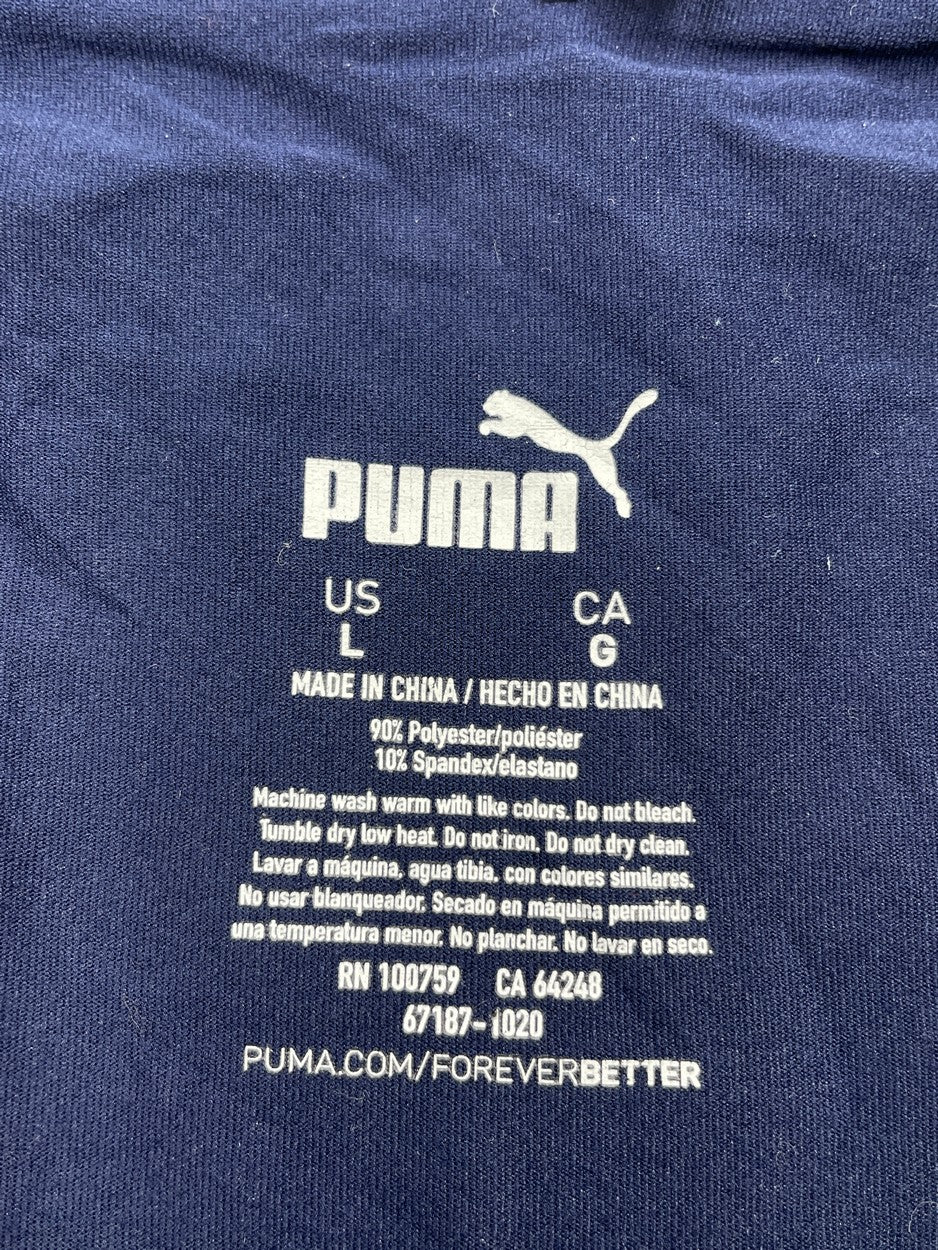 PUMA
US CA
L G
MADE IN CHINA / HECHO EN CHINA
90% Polyester/poliéster
10% Spandex/elastano
Machine wash warm with like colors. Do not bleach.
Tumble dry low heat. Do not iron. Do not dry clean.
Lavar a máquina, agua tibia, con colores similares.
No usar blanqueador. Secado en máquina permitido a
una temperatura menor. No planchar. No lavar en seco.
RN 100759 CA 64248
67187-1020
PUMA.COM/FOREVERBETTER